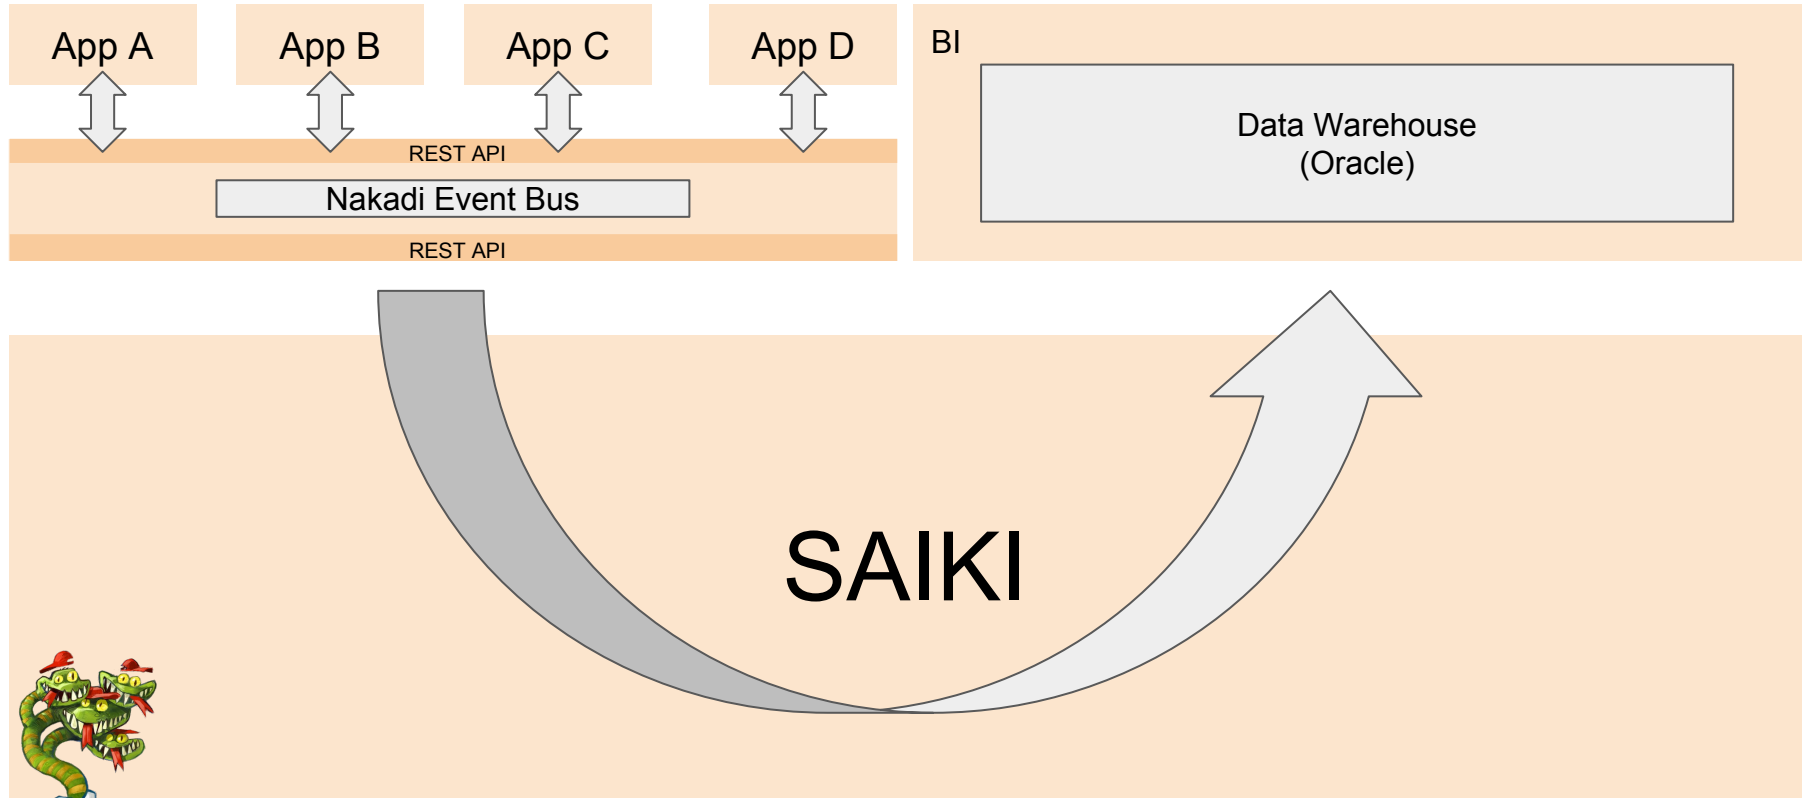 App A
App B
App C
App D
REST API
Nakadi Event Bus
REST API
BI
Data Warehouse
(Oracle)
SAIKI